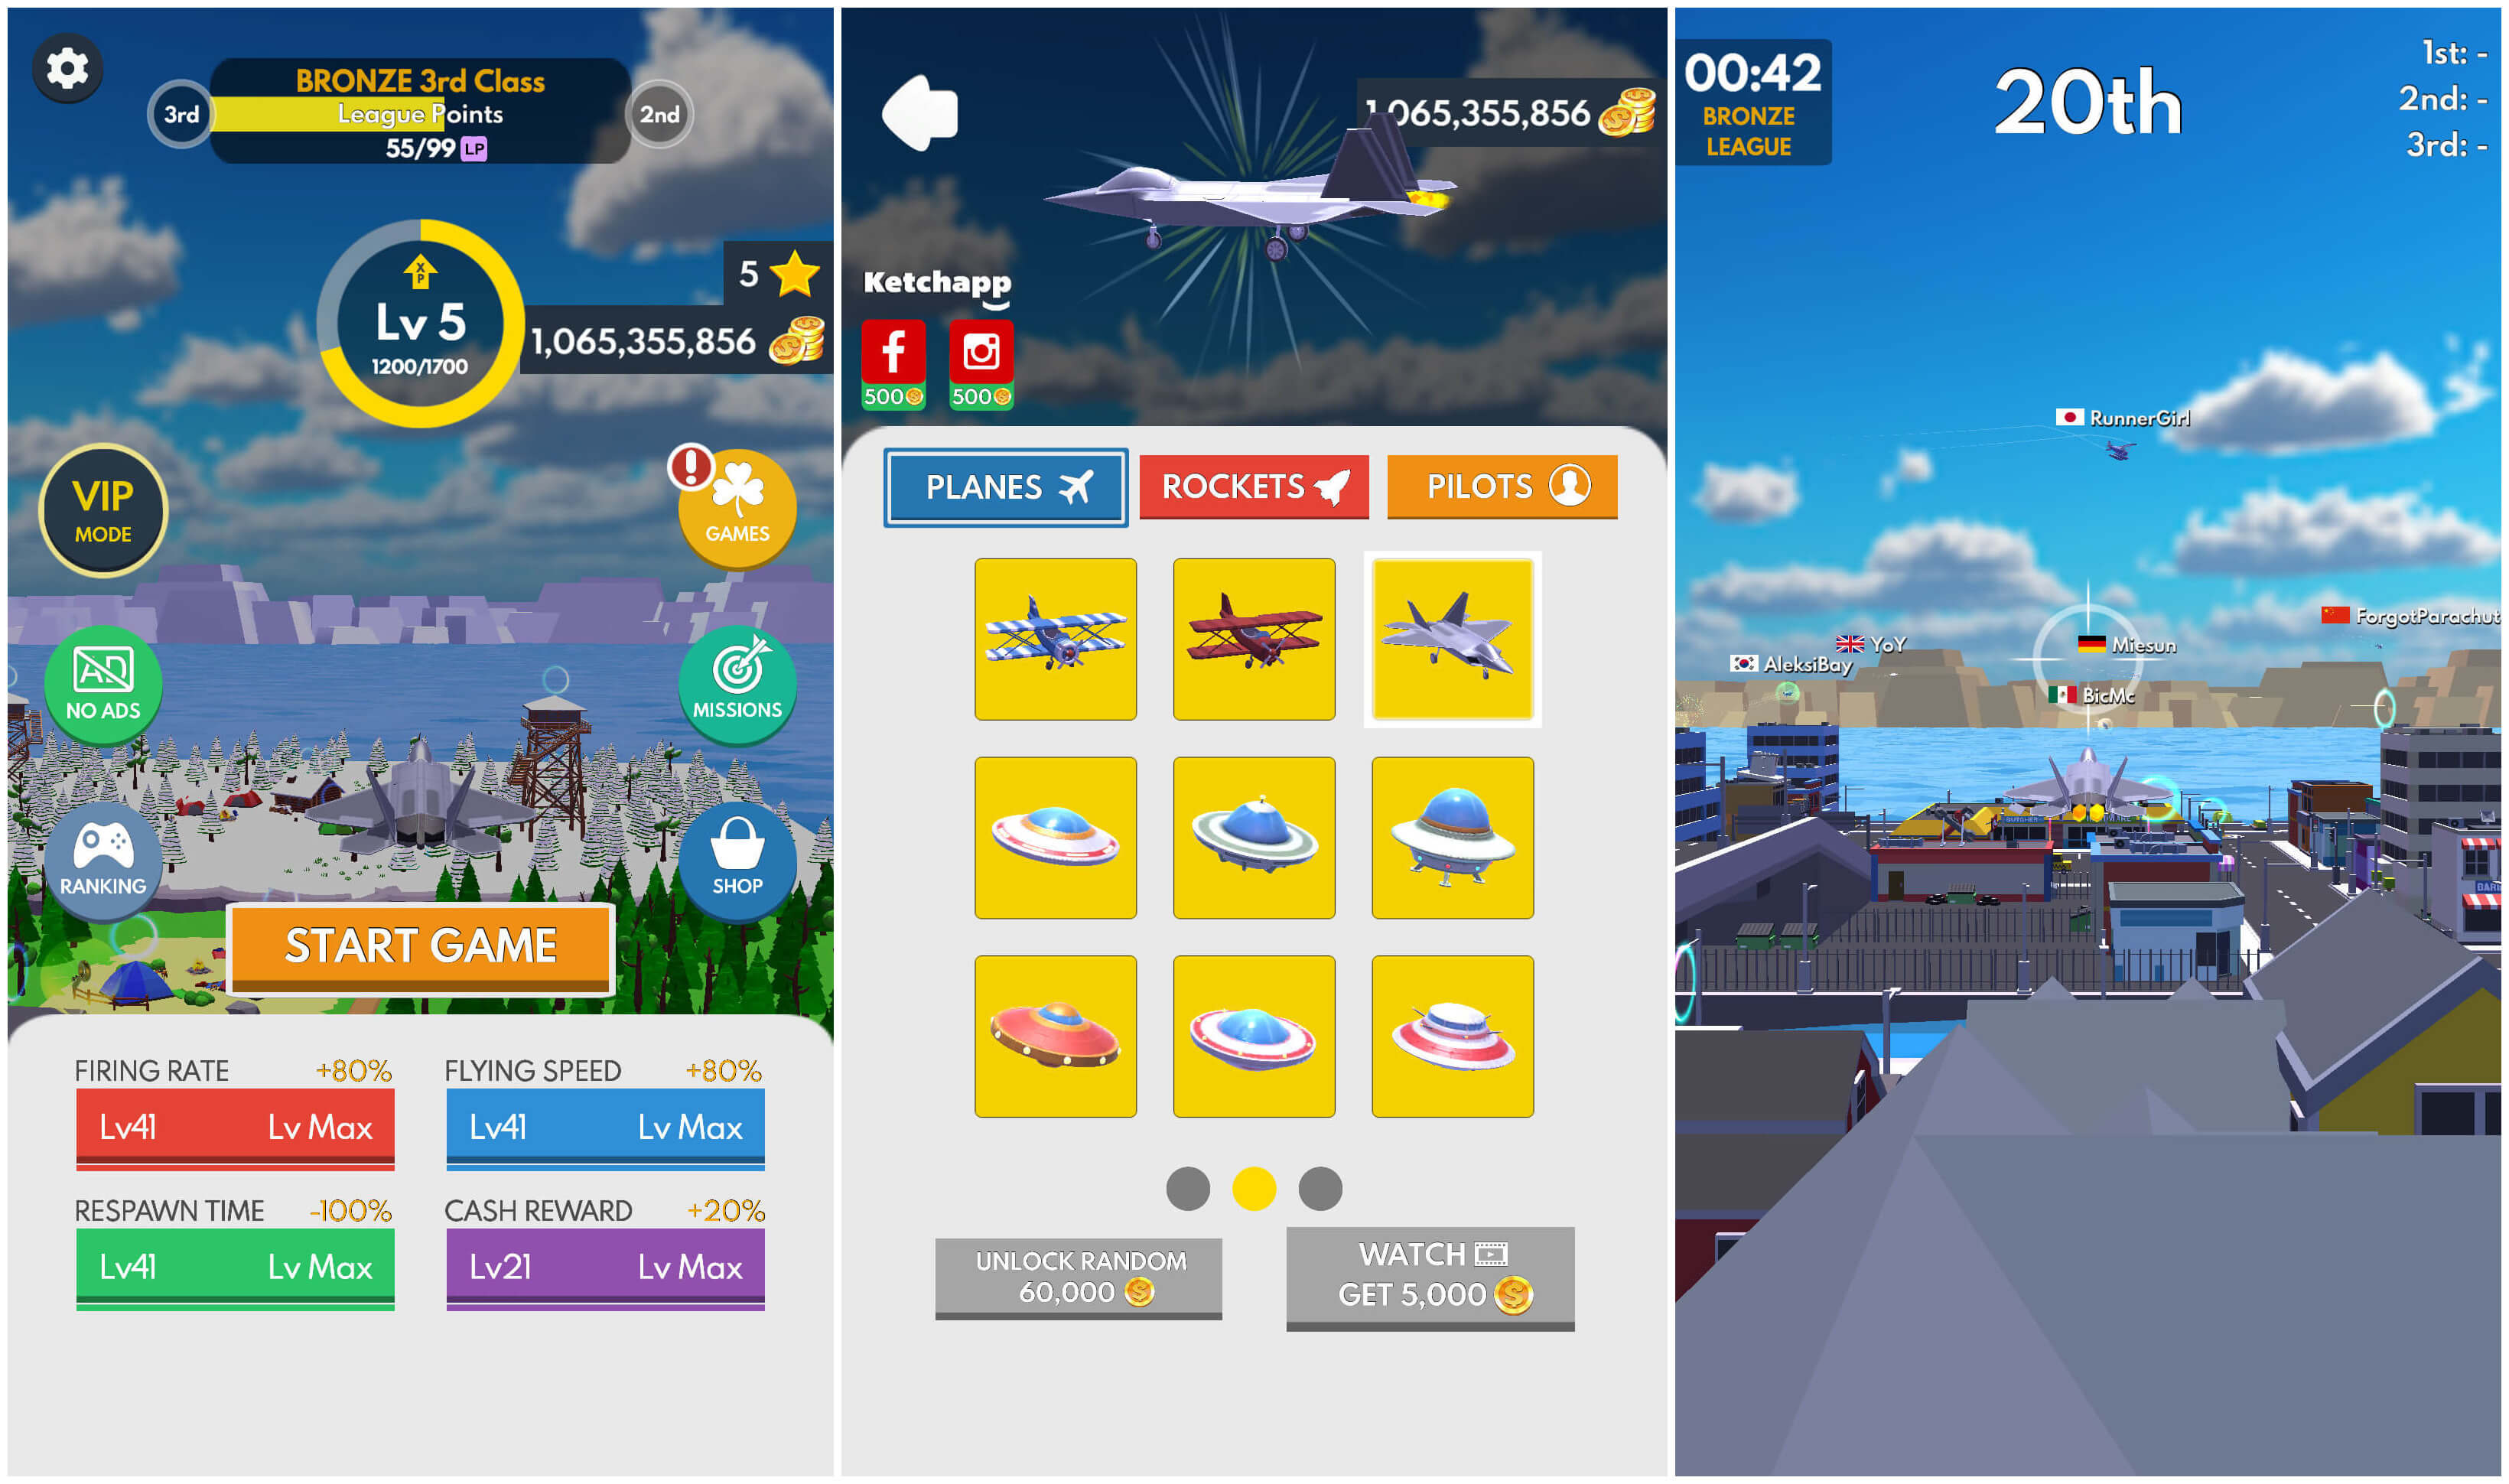 BRONZE 3rd Class
3rd
League Points
2nd
55/99 LP
XP
Lv 5
1200/1700
5
1,065,355,856
VIP
MODE
GAMES
AD
NO ADS
MISSIONS
RANKING
SHOP
START GAME
FIRING RATE +80%
Lv41 Lv Max
FLYING SPEED +80%
Lv41 Lv Max
RESPAWN TIME -100%
Lv41 Lv Max
CASH REWARD +20%
Lv21 Lv Max
1,065,355,856
Ketchapp
500
500
PLANES
ROCKETS
PILOTS
UNLOCK RANDOM
60,000
WATCH
GET 5,000
00:42
BRONZE
LEAGUE
20th
1st: -
2nd: -
3rd: -
RunnerGirl
ForgotParachut
YoY
Miesun
AleksiBay
BicMc
BUTCHER